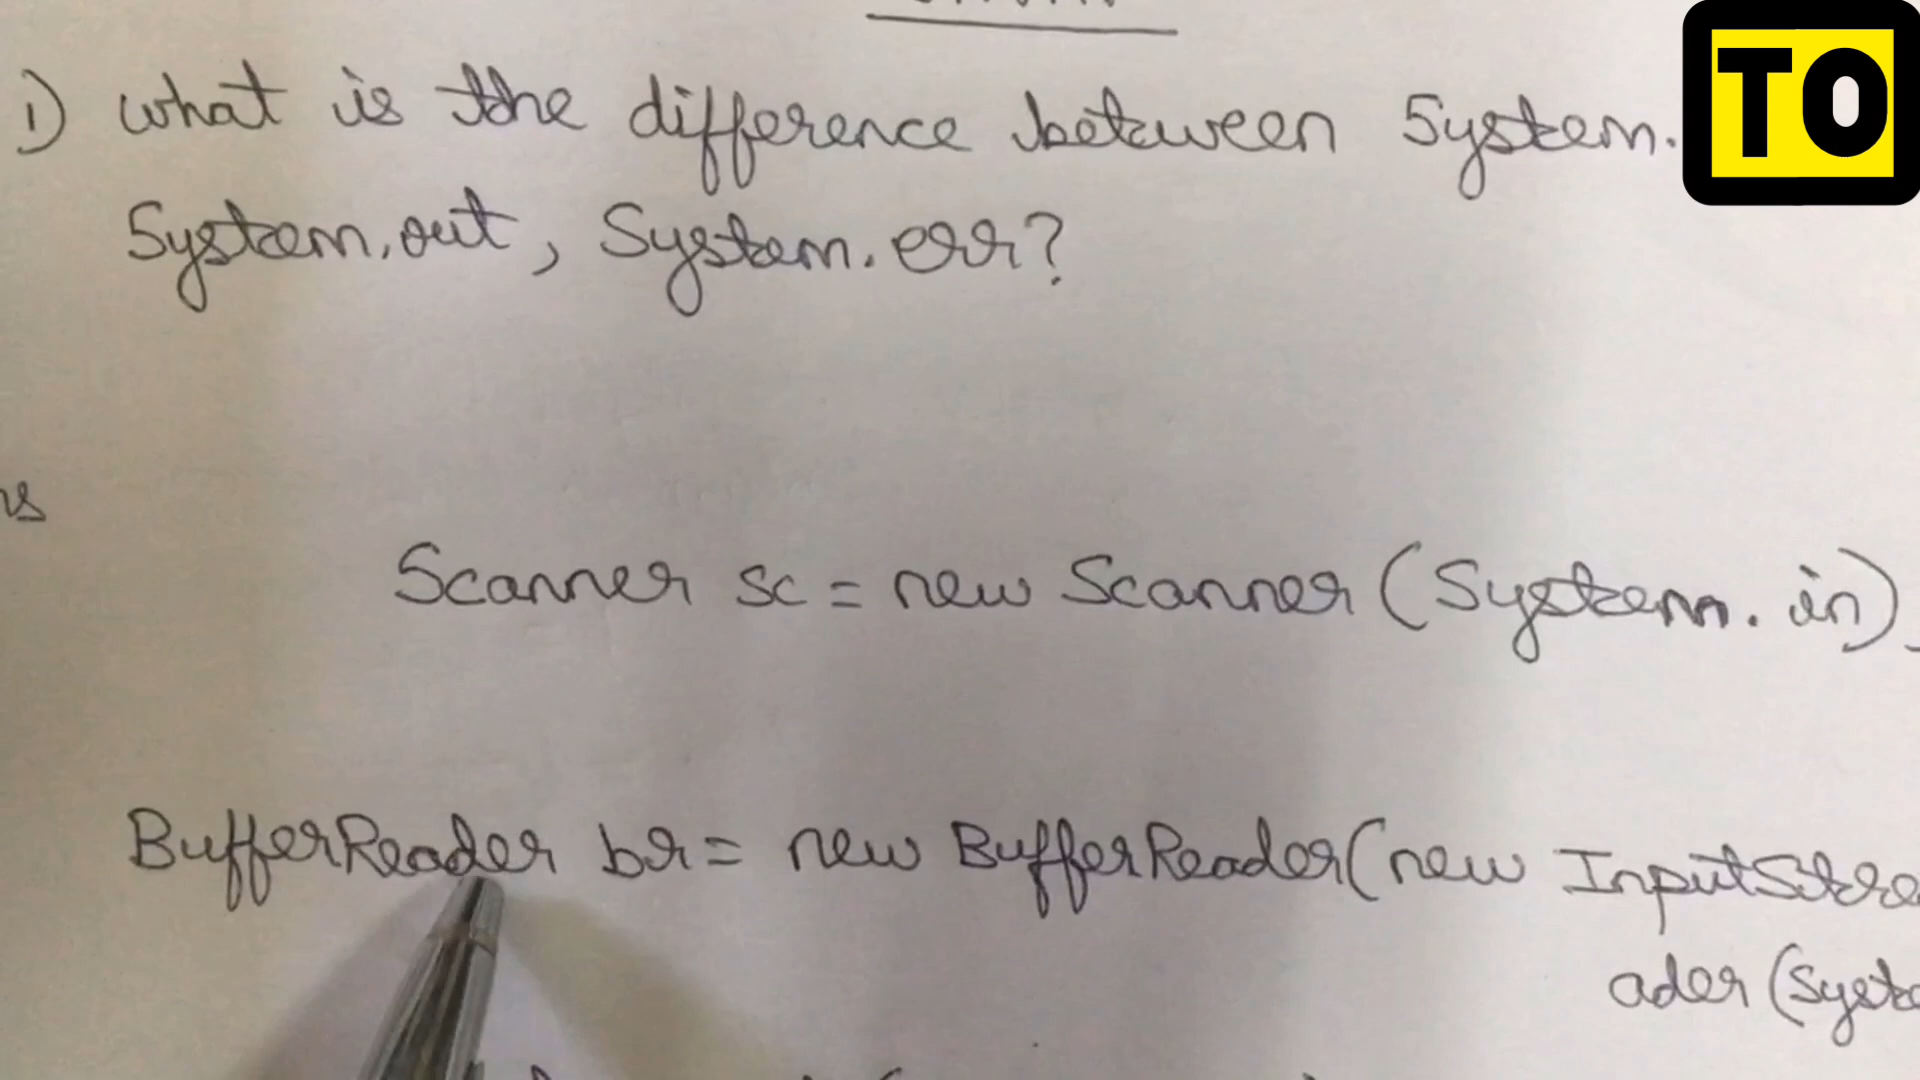 1) what is the difference between System.
TO
System.out, System.err?
Scanner sc = new Scanner (System.in)
BufferReader br = new BufferReader(new InputStre
ader (Syste